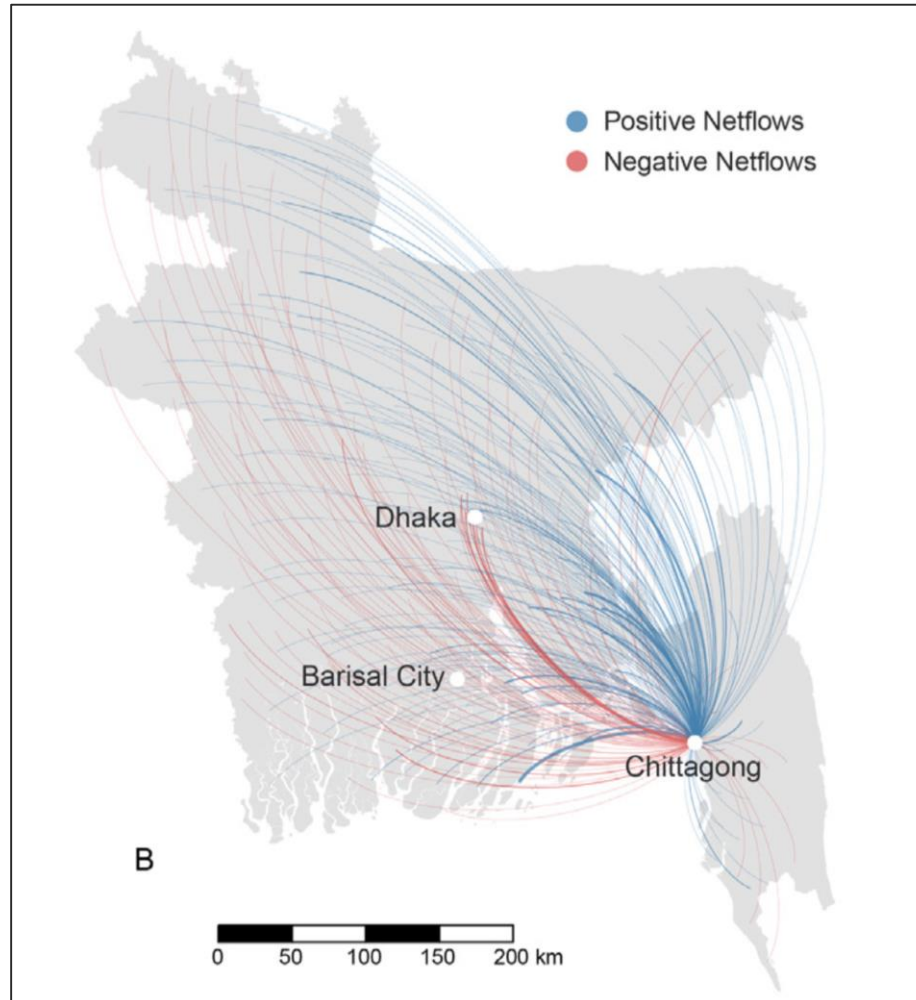 Positive Netflows
Negative Netflows
Dhaka
Barisal City
Chittagong
B
0 50 100 150 200 km